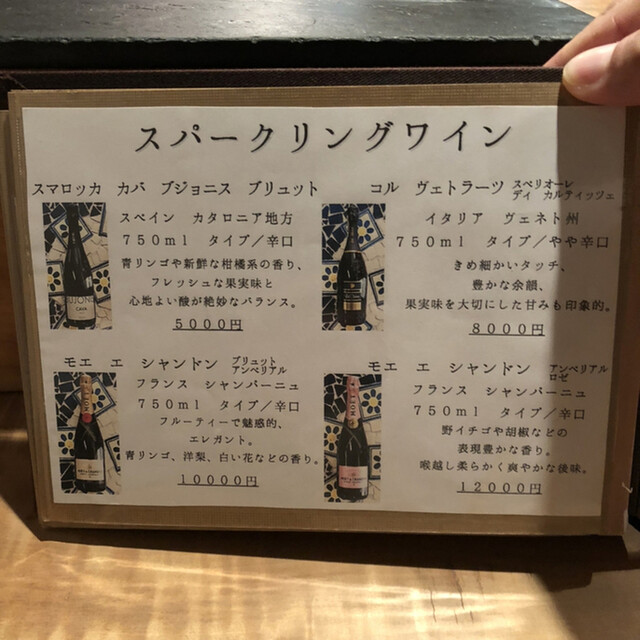 スパークリングワイン
スマロッカ カバ ブジョニス ブリュット
スペイン カタロニア地方
750ml タイプ／辛口
青リンゴや新鮮な柑橘系の香り、
フレッシュな果実味と
心地よい酸が絶妙なバランス。
5000円
コル ヴェトラーツ スペリオーレ
ディ カルティッツェ
イタリア ヴェネト州
750ml タイプ／やや辛口
きめ細かいタッチ、
豊かな余韻、
果実味を大切にした甘みも印象的。
8000円
モエ エ シャンドン ブリュット
アンペリアル
フランス シャンパーニュ
750ml タイプ／辛口
フルーティーで魅惑的、
エレガント。
青リンゴ、洋梨、白い花などの香り。
10000円
モエ エ シャンドン アンペリアル
ロゼ
フランス シャンパーニュ
750ml タイプ／辛口
野イチゴや胡椒などの
表現豊かな香り。
喉越し柔らかく爽やかな後味。
12000円